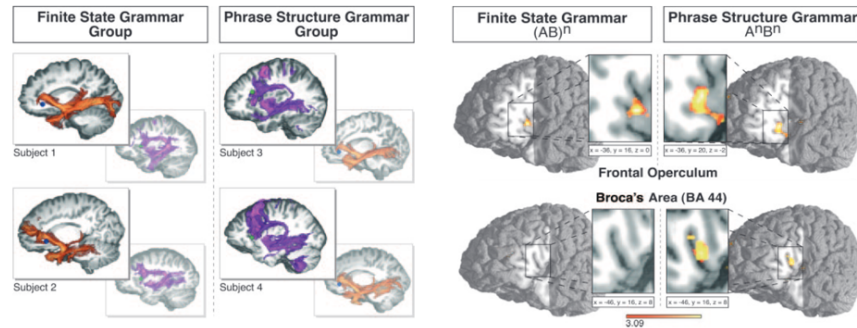 Finite State Grammar
Group
Phrase Structure Grammar
Group
Subject 1
Subject 3
Subject 2
Subject 4
Finite State Grammar
(AB)ⁿ
Phrase Structure Grammar
AⁿBⁿ
x = -36, y = 16, z = 0
x = -36, y = 20, z = -2
Frontal Operculum
Broca's Area (BA 44)
x = -46, y = 16, z = 8
x = -46, y = 16, z = 8
3.09